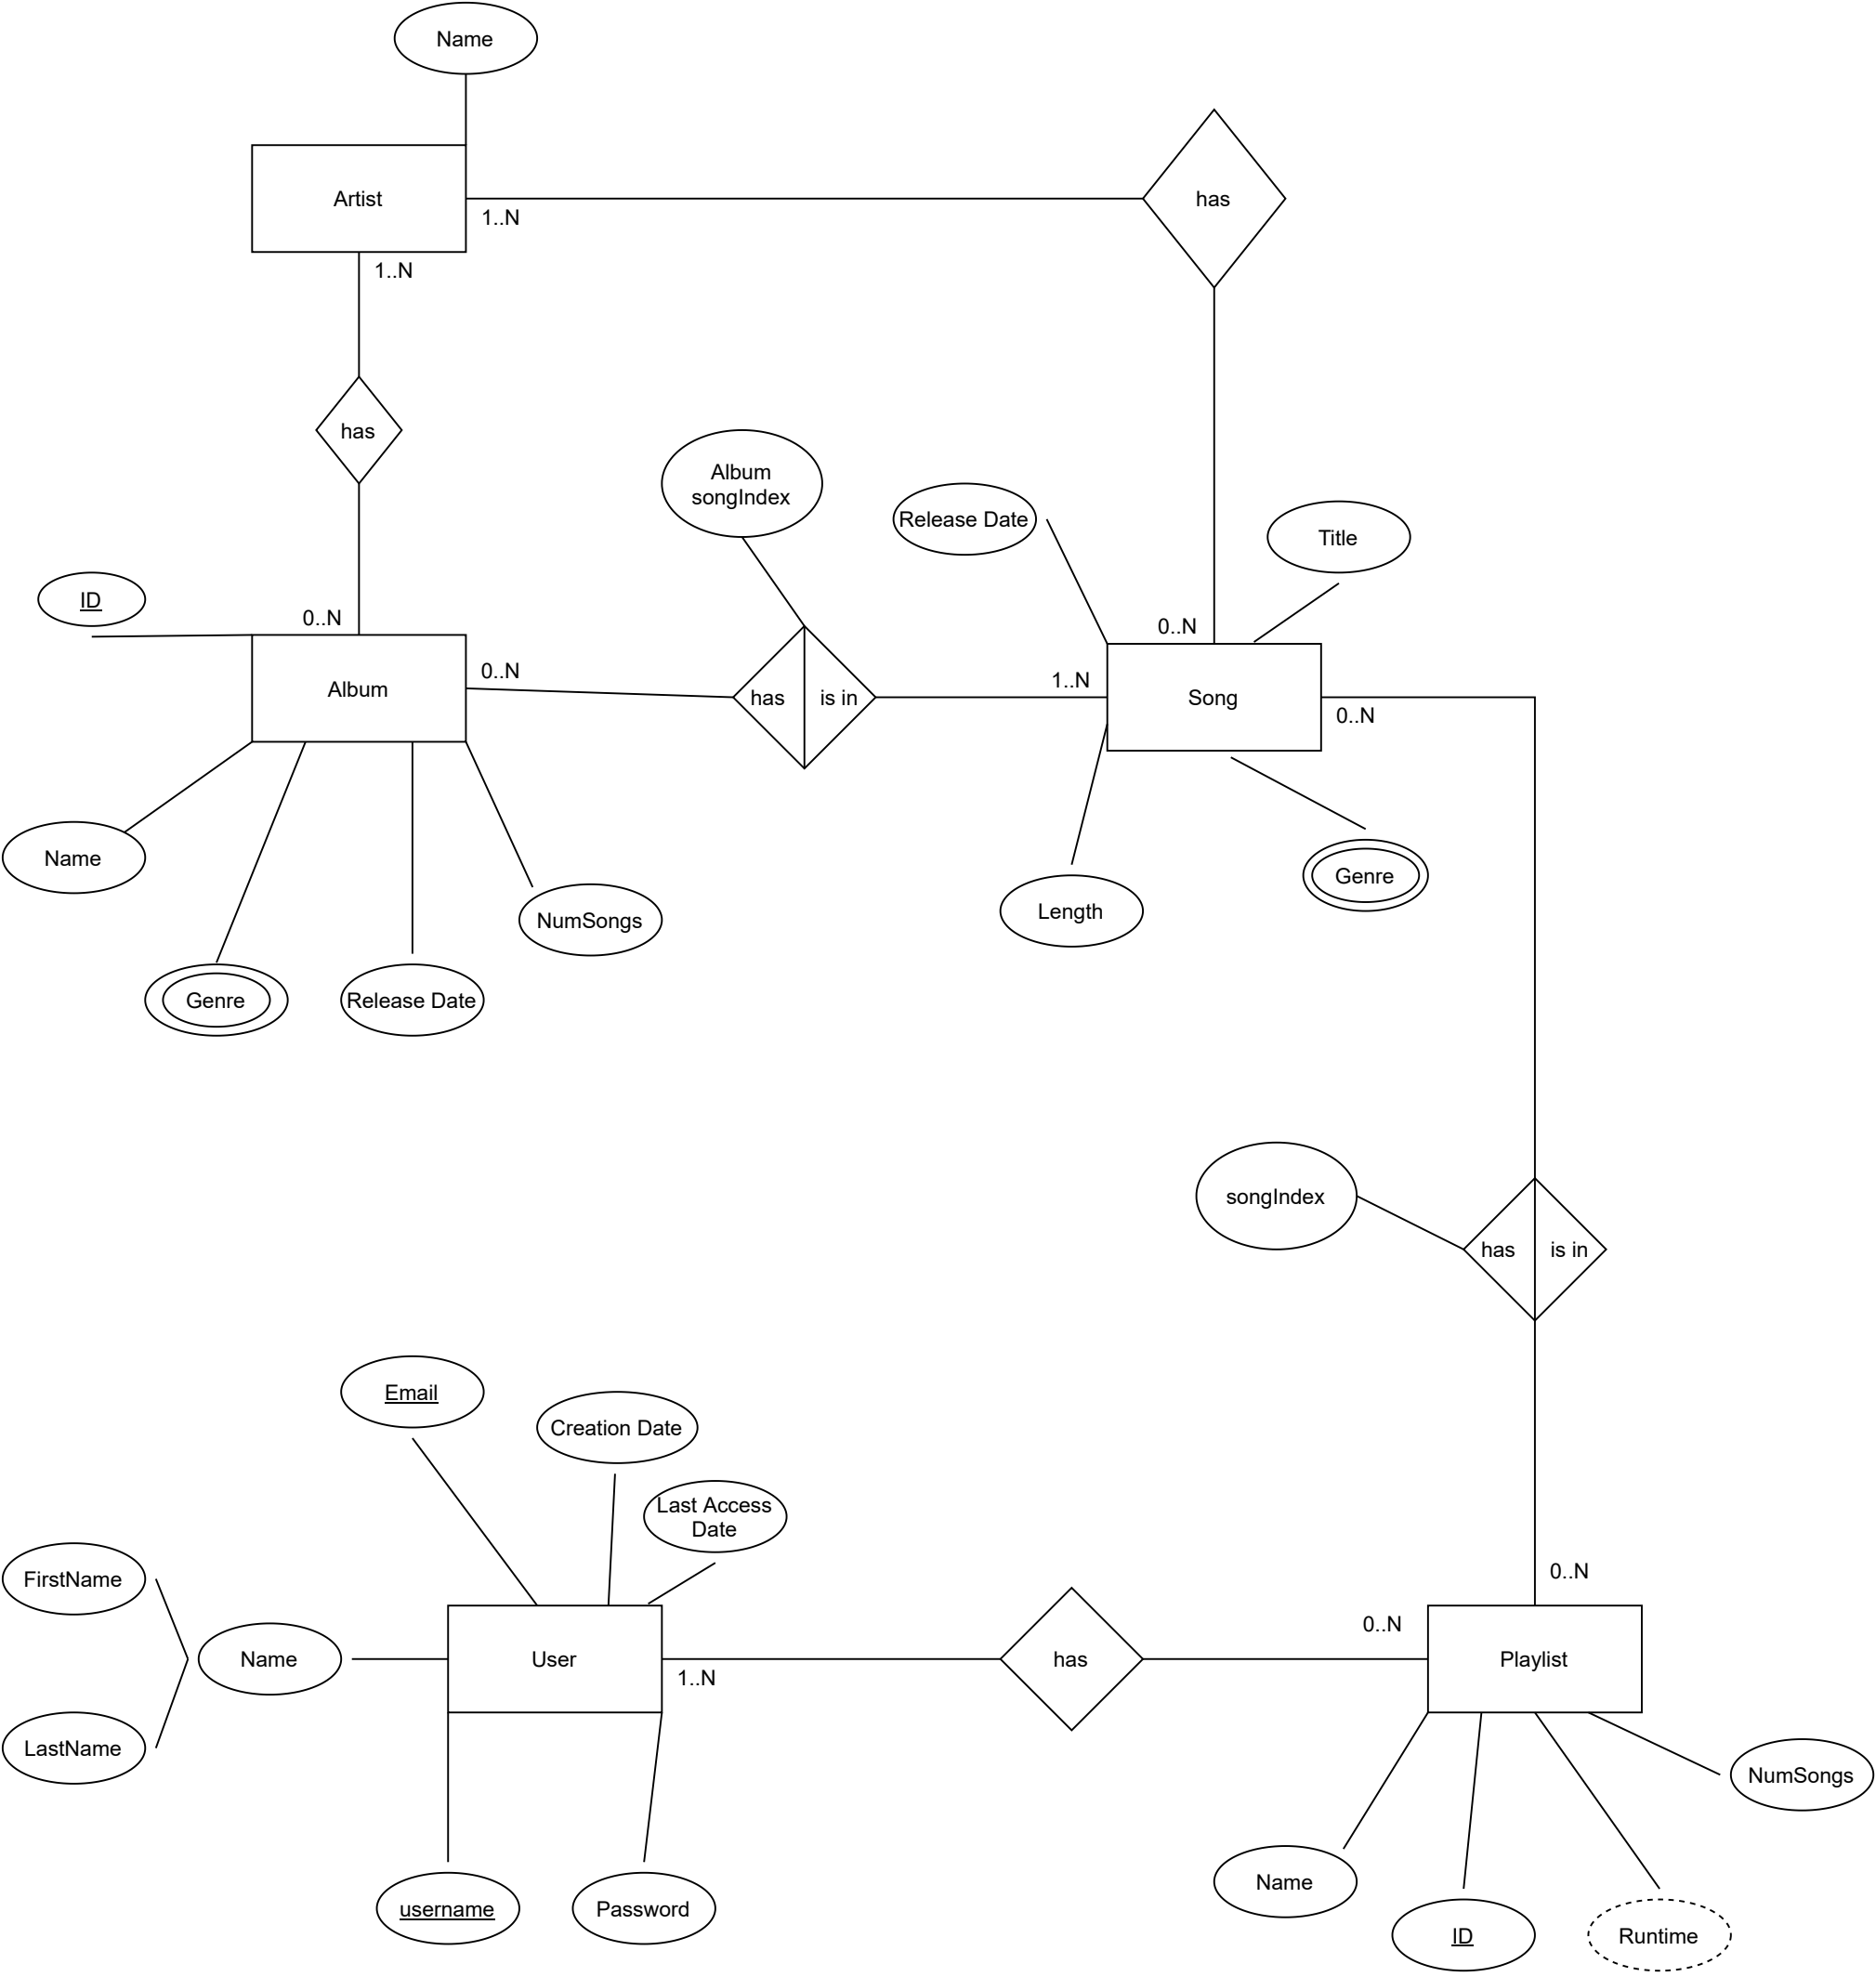 Name
Artist
has
1..N
1..N
has
Album
songIndex
Release Date
Title
ID
0..N
0..N
0..N
1..N
Album
has
is in
Song
0..N
Name
Genre
Length
NumSongs
Genre
Release Date
songIndex
has
is in
Email
Creation Date
Last Access
Date
FirstName
0..N
0..N
Name
User
has
Playlist
1..N
LastName
NumSongs
Name
username
Password
ID
Runtime